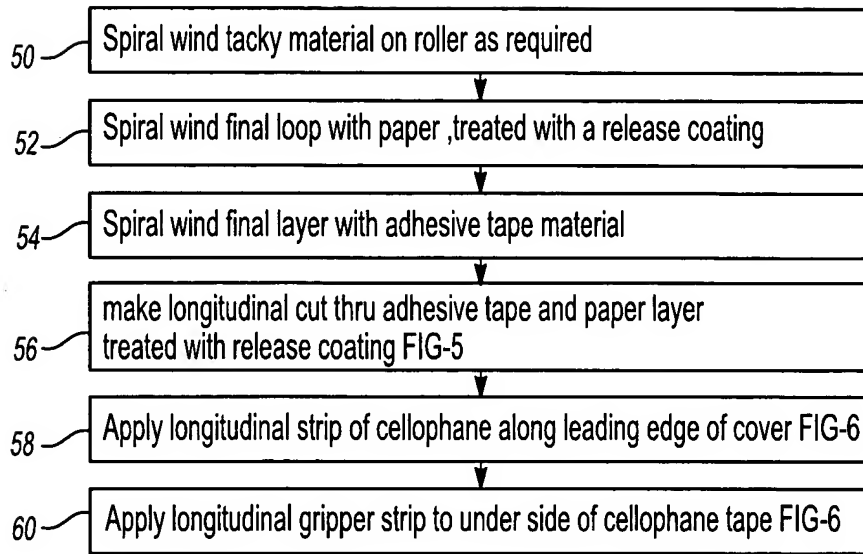 50
Spiral wind tacky material on roller as required
52
Spiral wind final loop with paper ,treated with a release coating
54
Spiral wind final layer with adhesive tape material
56
make longitudinal cut thru adhesive tape and paper layer
treated with release coating FIG-5
58
Apply longitudinal strip of cellophane along leading edge of cover FIG-6
60
Apply longitudinal gripper strip to under side of cellophane tape FIG-6